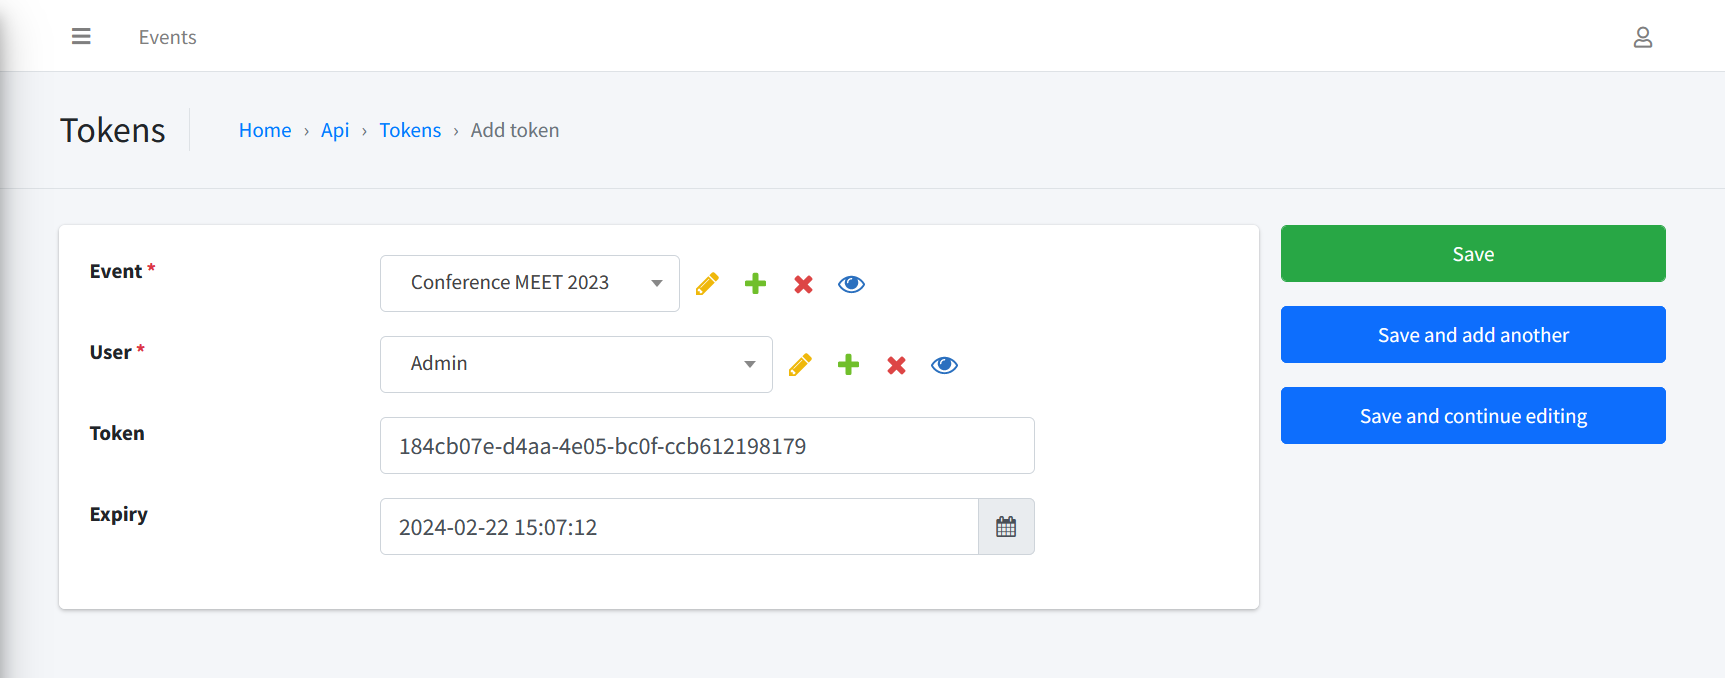 Events
Tokens
Home › Api › Tokens › Add token
Event * Conference MEET 2023
Save
User * Admin
Save and add another
Token 184cb07e-d4aa-4e05-bc0f-ccb612198179
Save and continue editing
Expiry 2024-02-22 15:07:12